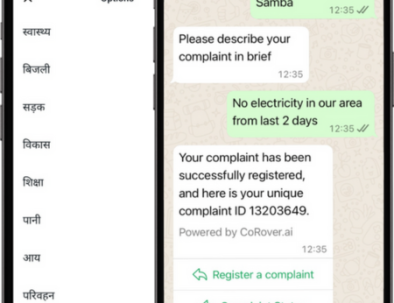 Options
स्वास्थ्य
बिजली
सड़क
विकास
शिक्षा
पानी
आय
परिवहन
Samba
12:35
Please describe your
complaint in brief
12:35
No electricity in our area
from last 2 days
12:35
Your complaint has been
successfully registered,
and here is your unique
complaint ID 13203649.
Powered by CoRover.ai
12:35
Register a complaint